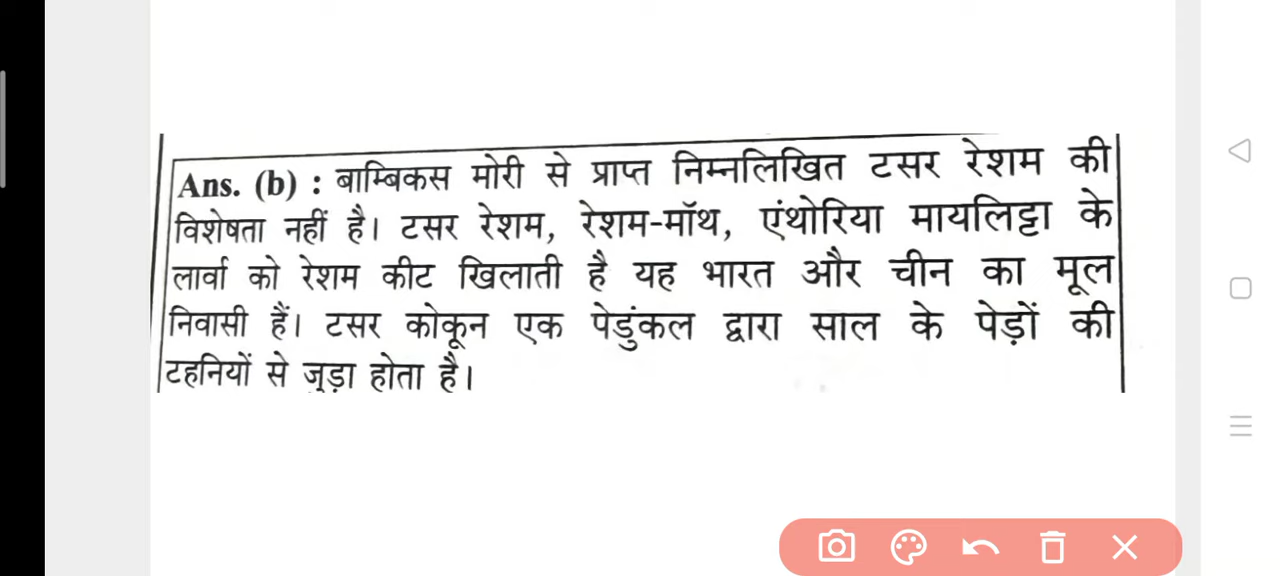 Ans. (b) : बाम्बिकस मोरी से प्राप्त निम्नलिखित टसर रेशम की
विशेषता नहीं है। टसर रेशम, रेशम-मॉथ, एंथोरिया मायलिट्टा के
लार्वा को रेशम कीट खिलाती है यह भारत और चीन का मूल
निवासी हैं। टसर कोकून एक पेडुंकल द्वारा साल के पेड़ों की
टहनियों से जुड़ा होता है।